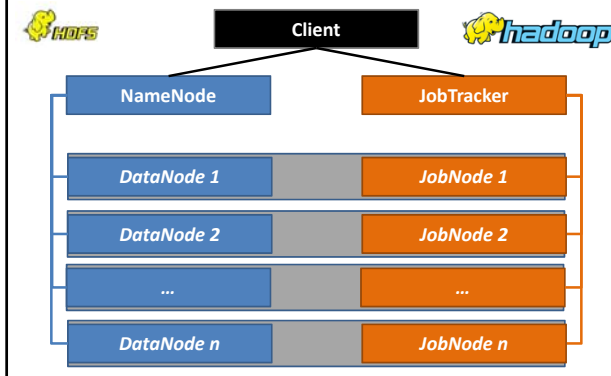 HDFS
Client
hadoop
NameNode
JobTracker
DataNode 1
JobNode 1
DataNode 2
JobNode 2
...
...
DataNode n
JobNode n